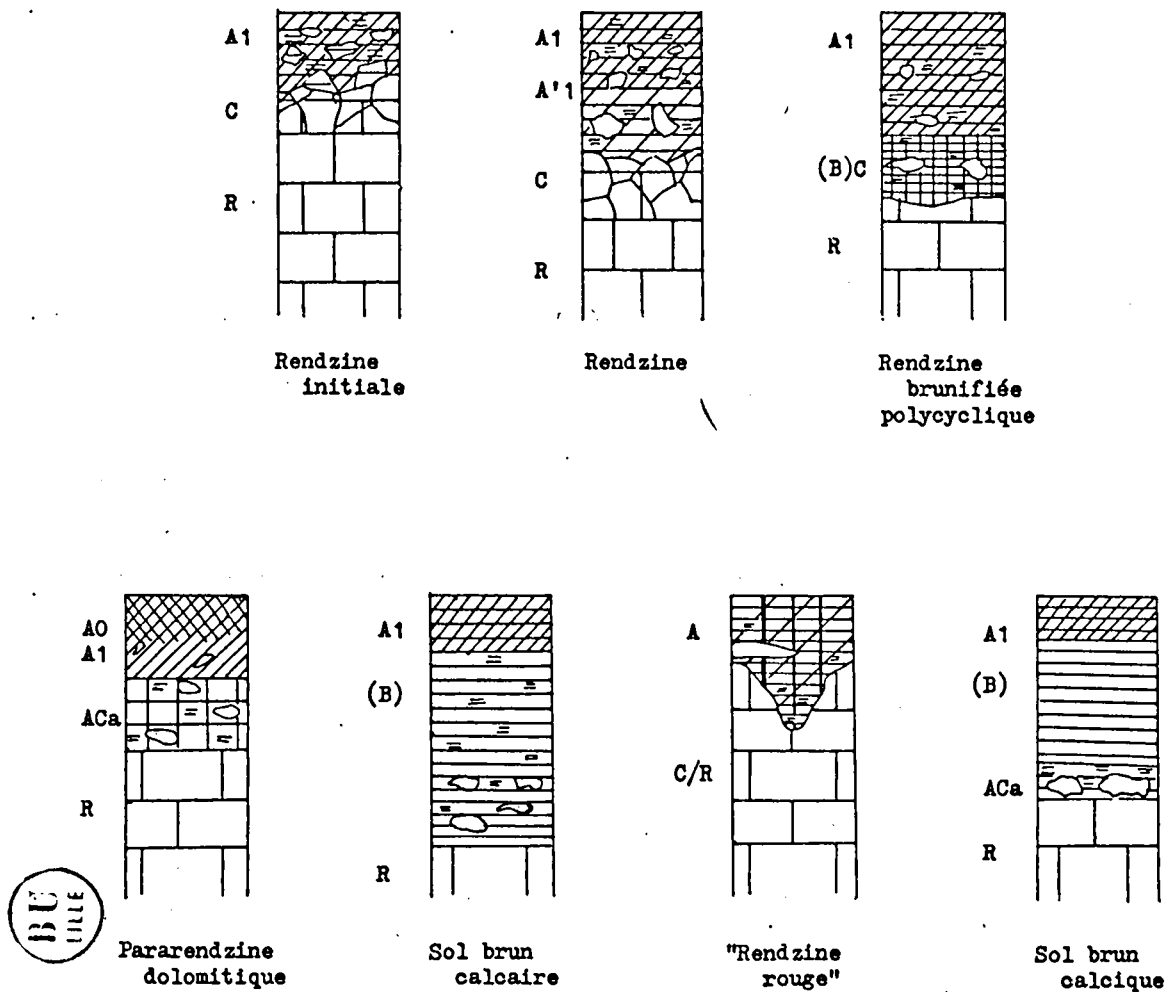 A1
C
R
Rendzine
initiale
A1
A'1
C
R
Rendzine
A1
(B)C
R
Rendzine
brunifiée
polycyclique
A0
A1
ACa
R
Pararendzine
dolomitique
A1
(B)
R
Sol brun
calcaire
A
C/R
"Rendzine
rouge"
A1
(B)
ACa
R
Sol brun
calcique
BU
LILLE